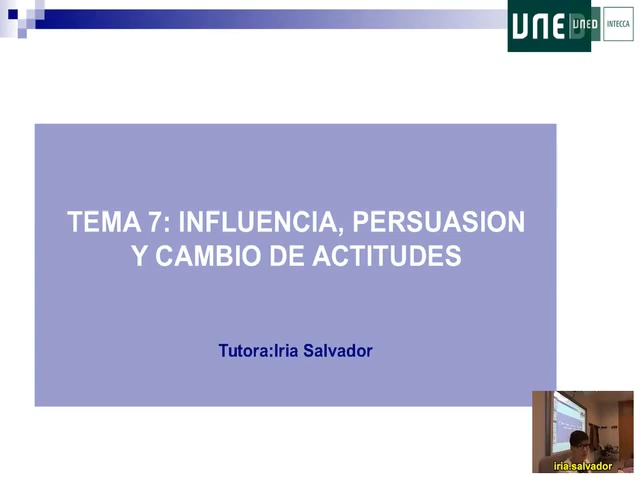 UNED
UNED
INTECCA
TEMA 7: INFLUENCIA, PERSUASION
Y CAMBIO DE ACTITUDES
Tutora:Iria Salvador
iria.salvador